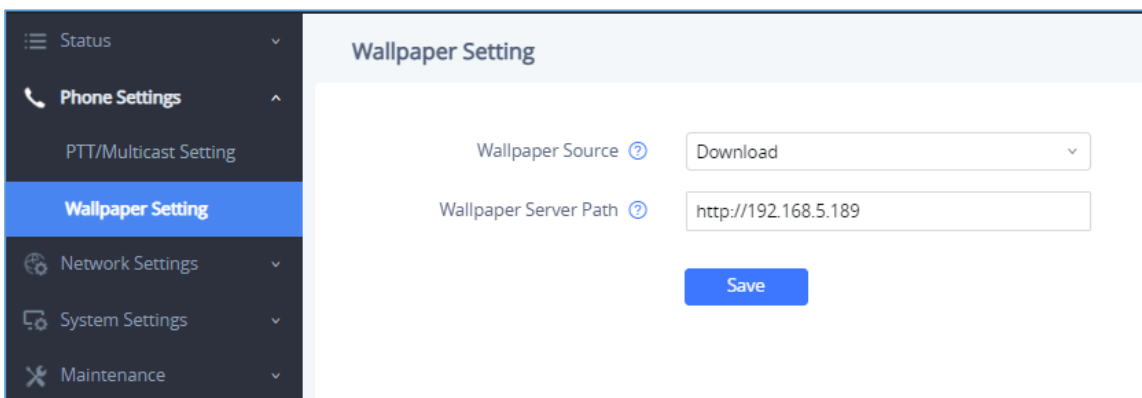 Status
Phone Settings
PTT/Multicast Setting
Wallpaper Setting
Network Settings
System Settings
Maintenance
Wallpaper Setting
Wallpaper Source ? Download
Wallpaper Server Path ? http://192.168.5.189
Save